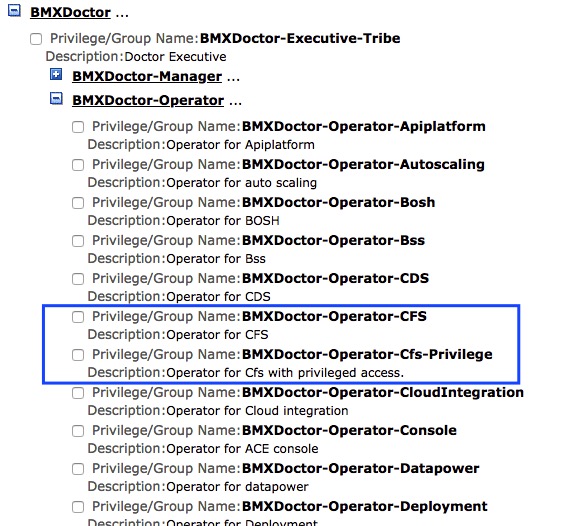 BMXDoctor ...
Privilege/Group Name:BMXDoctor-Executive-Tribe
Description:Doctor Executive
BMXDoctor-Manager ...
BMXDoctor-Operator ...
Privilege/Group Name:BMXDoctor-Operator-Apiplatform
Description:Operator for Apiplatform
Privilege/Group Name:BMXDoctor-Operator-Autoscaling
Description:Operator for auto scaling
Privilege/Group Name:BMXDoctor-Operator-Bosh
Description:Operator for BOSH
Privilege/Group Name:BMXDoctor-Operator-Bss
Description:Operator for Bss
Privilege/Group Name:BMXDoctor-Operator-CDS
Description:Operator for CDS
Privilege/Group Name:BMXDoctor-Operator-CFS
Description:Operator for CFS
Privilege/Group Name:BMXDoctor-Operator-Cfs-Privilege
Description:Operator for Cfs with privileged access.
Privilege/Group Name:BMXDoctor-Operator-CloudIntegration
Description:Operator for Cloud integration
Privilege/Group Name:BMXDoctor-Operator-Console
Description:Operator for ACE console
Privilege/Group Name:BMXDoctor-Operator-Datapower
Description:Operator for datapower
Privilege/Group Name:BMXDoctor-Operator-Deployment
Description:Operator for Deployment